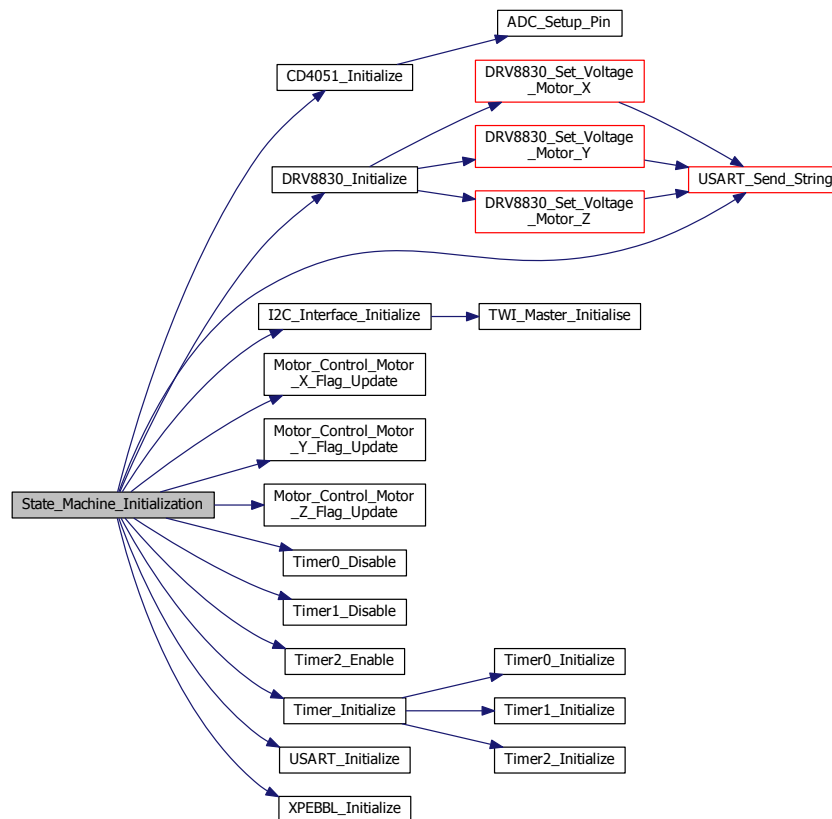 ADC_Setup_Pin
CD4051_Initialize
DRV8830_Set_Voltage
_Motor_X
DRV8830_Set_Voltage
_Motor_Y
DRV8830_Initialize
USART_Send_String
DRV8830_Set_Voltage
_Motor_Z
I2C_Interface_Initialize
TWI_Master_Initialise
Motor_Control_Motor
_X_Flag_Update
Motor_Control_Motor
_Y_Flag_Update
State_Machine_Initialization
Motor_Control_Motor
_Z_Flag_Update
Timer0_Disable
Timer1_Disable
Timer2_Enable
Timer0_Initialize
Timer_Initialize
Timer1_Initialize
USART_Initialize
Timer2_Initialize
XPEBBL_Initialize